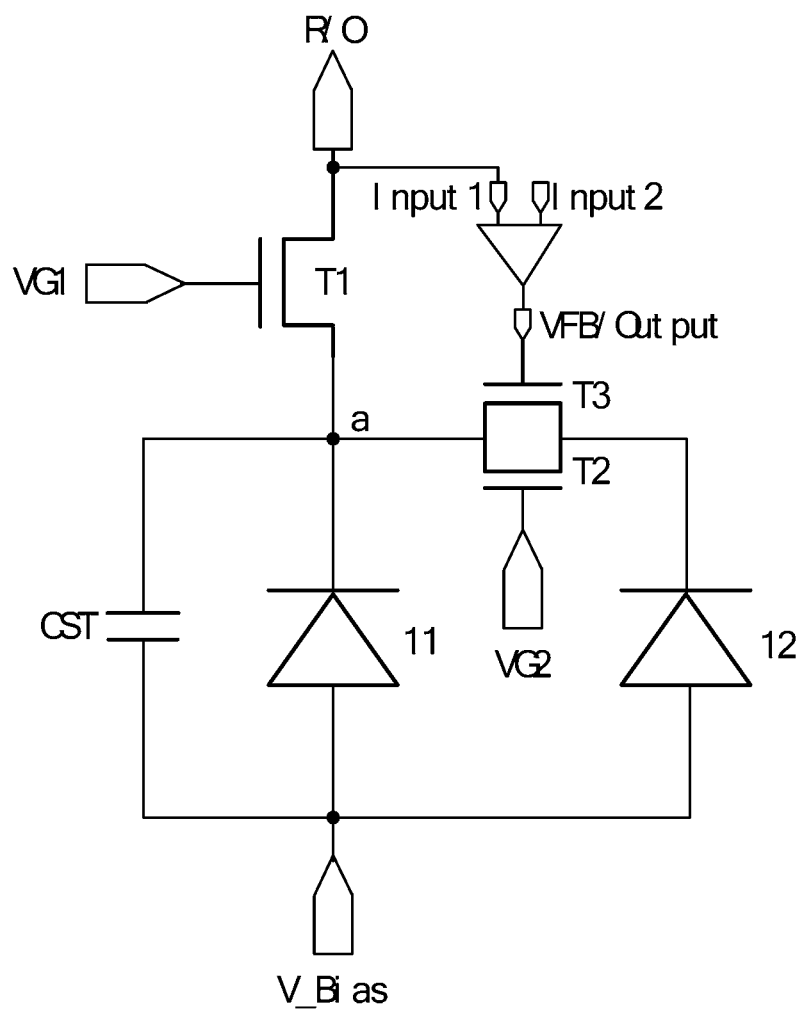 R/O
Input 1
Input 2
VG1
T1
VFB/Output
T3
a
T2
CST
11
12
VG2
V_Bias